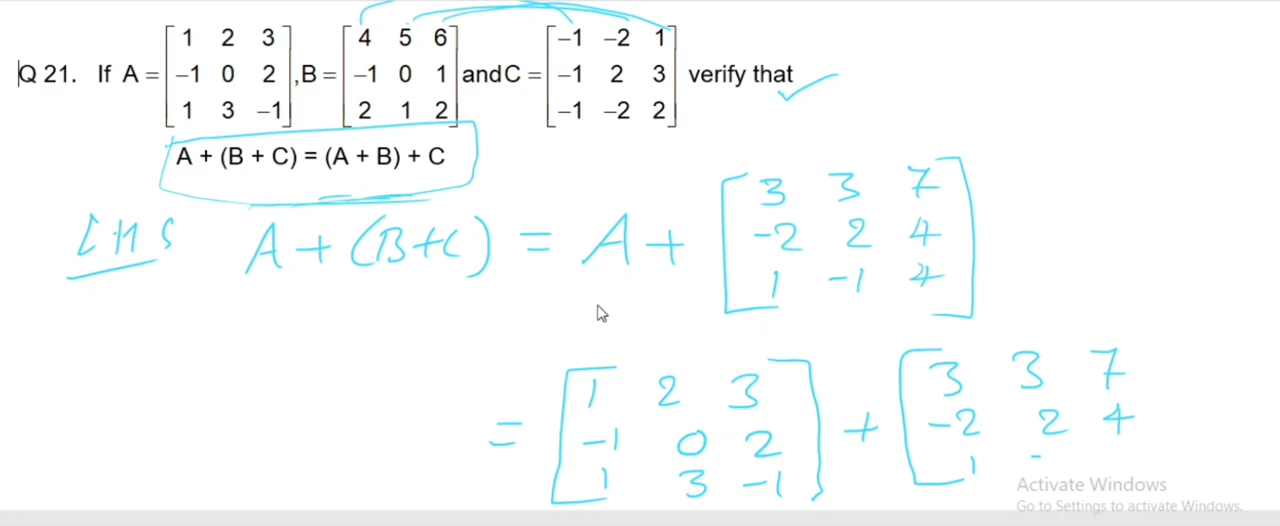 Q 21. If A = [1 2 3; −1 0 2; 1 3 −1], B = [4 5 6; −1 0 1; 2 1 2] and C = [−1 −2 1; −1 2 3; −1 −2 2] verify that
A + (B + C) = (A + B) + C
LHS A + (B+C) = A + [3 3 7; -2 2 4; 1 -1 4]
= [1 2 3; -1 0 2; 1 3 -1] + [3 3 7; -2 2 4; 1 -
Activate Windows
Go to Settings to activate Windows.